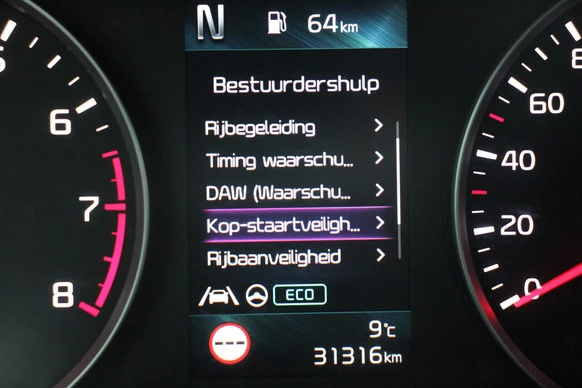 N 64km
Bestuurdershulp
Rijbegeleiding
Timing waarschu...
DAW (Waarschu...
Kop-staartveiligh...
Rijbaanveiligheid
ECO
9°c
31316km
6
7
8
60
40
20
0